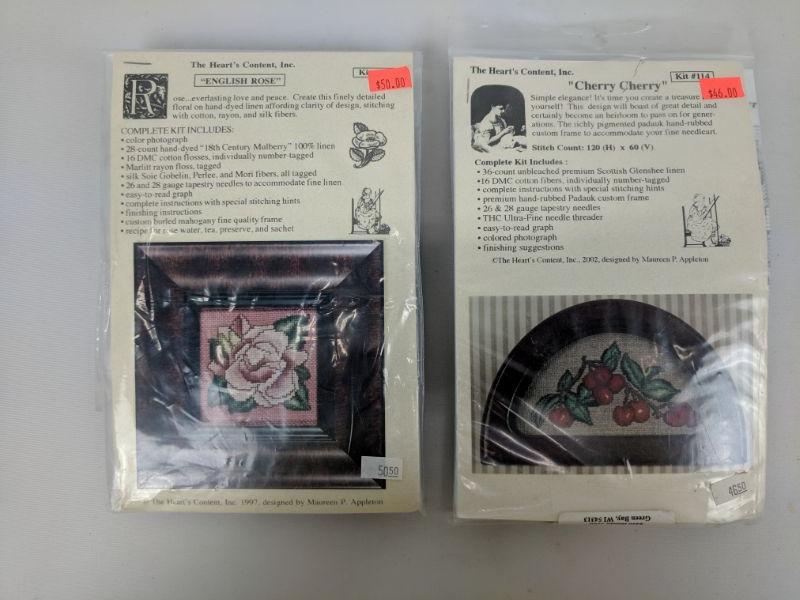 The Heart's Content, Inc.
Ki
$50.00
"ENGLISH ROSE"
R
ose...everlasting love and peace. Create this finely detailed
floral on hand-dyed linen affording clarity of design, stitching
with cotton, rayon, and silk fibers.
COMPLETE KIT INCLUDES:
• color photograph
• 28-count hand-dyed "18th Century Mulberry" 100% linen
• 16 DMC cotton flosses, individually number-tagged
• Marlitt rayon floss, tagged
• silk Soie Gobelin, Perlee, and Mori fibers, all tagged
• 26 and 28 gauge tapestry needles to accommodate fine linen
• easy-to-read graph
• complete instructions with special stitching hints
• finishing instructions
• custom burled mahogany fine quality frame
• recipe for rose water, tea, preserve, and sachet
5050
© The Heart's Content, Inc. 1997, designed by Maureen P. Appleton
The Heart's Content, Inc.
Kit #114
"Cherry Cherry"
$46.00
Simple elegance! It's time you create a treasure
yourself! This design will boast of great detail and
certainly become an heirloom to pass on for gener-
ations. The richly pigmented padauk hand-rubbed
custom frame to accommodate your fine needleart.
Stitch Count: 120 (H) x 60 (V)
Complete Kit Includes :
• 36-count unbleached premium Scottish Glenshee linen
•16 DMC cotton fibers, individually number-tagged
• complete instructions with special stitching hints
• premium hand-rubbed Padauk custom frame
• 26 & 28 gauge tapestry needles
• THC Ultra-Fine needle threader
• easy-to-read graph
• colored photograph
• finishing suggestions
©The Heart's Content, Inc., 2002, designed by Maureen P. Appleton
4650
Green Bay, WI 54313